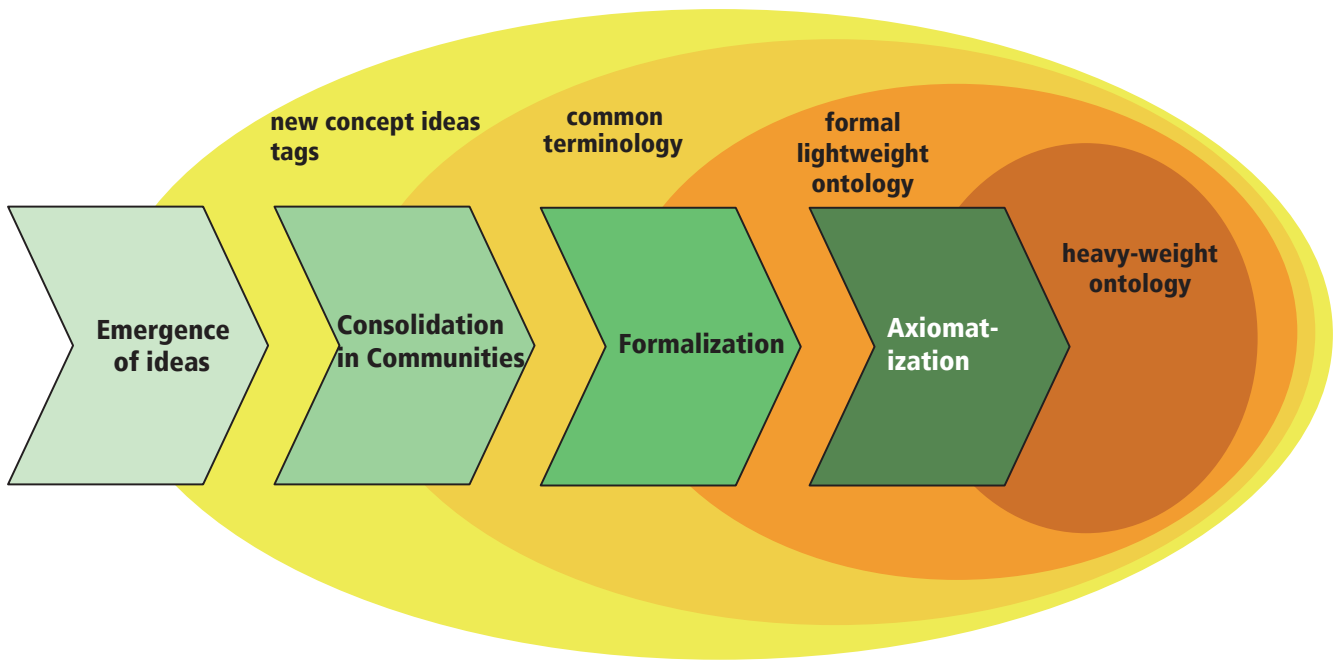 new concept ideas
tags
common
terminology
formal
lightweight
ontology
heavy-weight
ontology
Emergence
of ideas
Consolidation
in Communities
Formalization
Axiomat-
ization